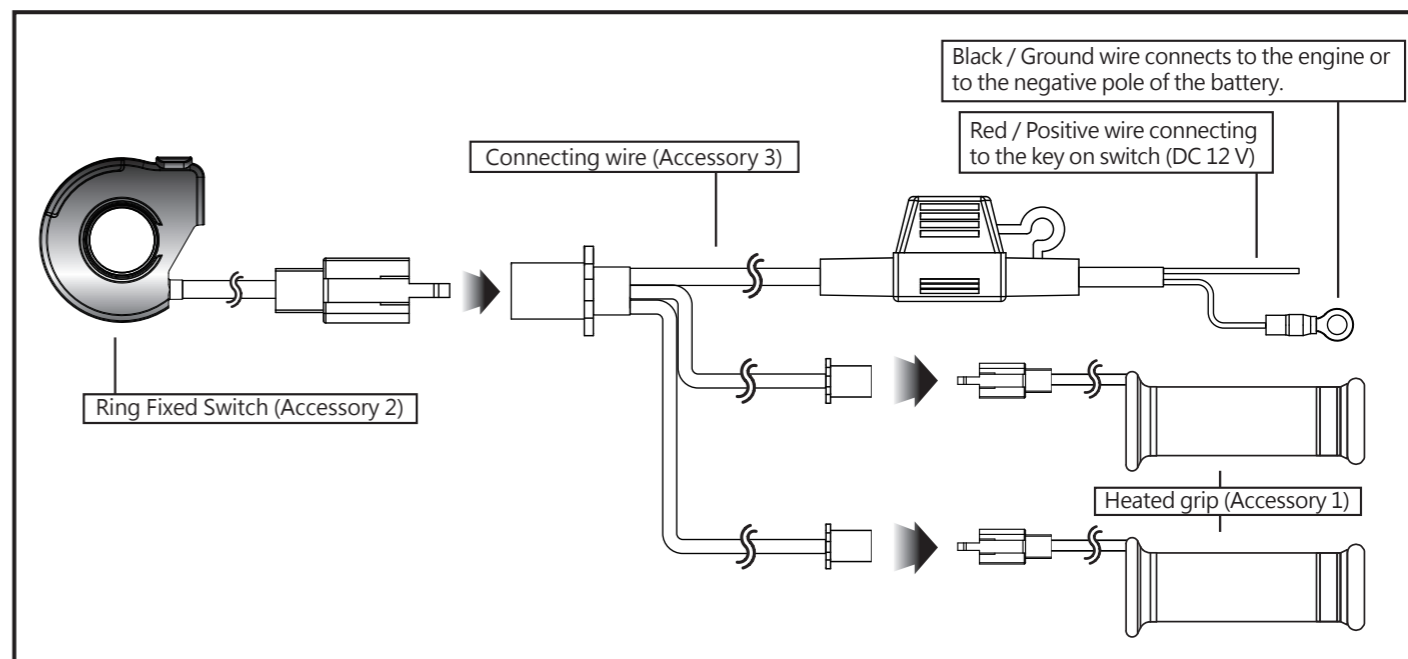 Black / Ground wire connects to the engine or
to the negative pole of the battery.
Red / Positive wire connecting
to the key on switch (DC 12 V)
Connecting wire (Accessory 3)
Ring Fixed Switch (Accessory 2)
Heated grip (Accessory 1)